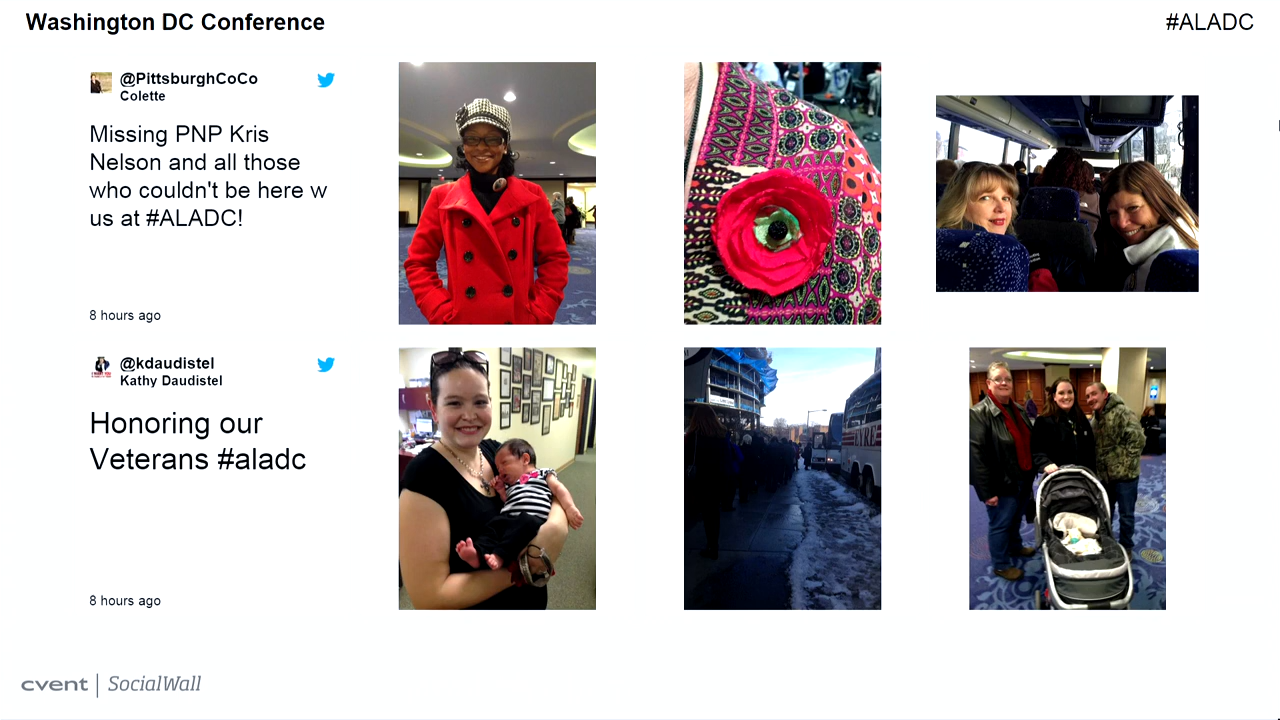 Washington DC Conference
#ALADC
@PittsburghCoCo
Colette
Missing PNP Kris
Nelson and all those
who couldn't be here w
us at #ALADC!
8 hours ago
@kdaudistel
Kathy Daudistel
Honoring our
Veterans #aladc
8 hours ago
cvent | SocialWall